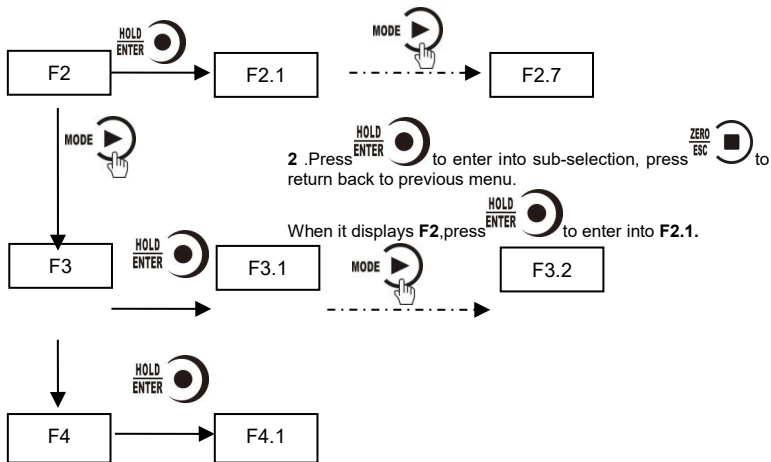 HOLD
ENTER
MODE
F2
F2.1
F2.7
MODE
2 .Press HOLD ENTER to enter into sub-selection, press ZERO ESC to
return back to previous menu.
When it displays F2,press HOLD ENTER to enter into F2.1.
F3
HOLD
ENTER
F3.1
MODE
F3.2
HOLD
ENTER
F4
F4.1